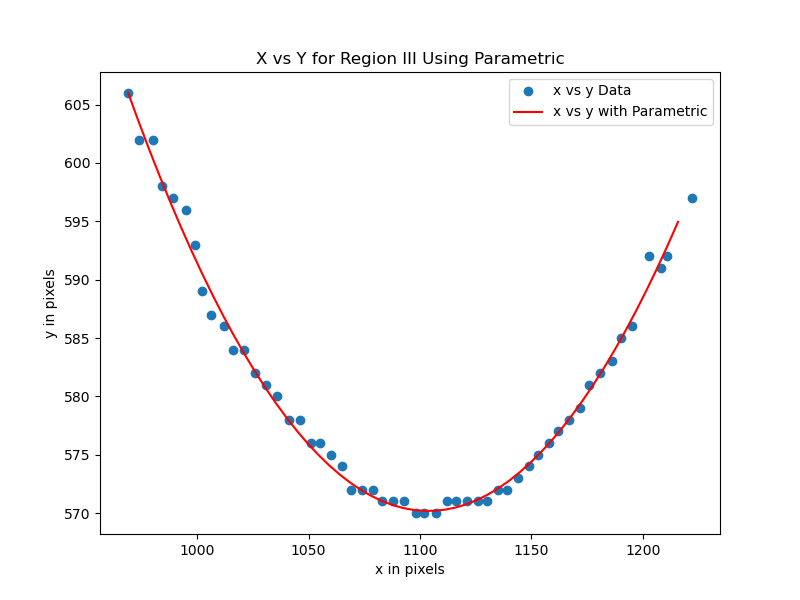 X vs Y for Region III Using Parametric
x vs y Data
x vs y with Parametric
605
600
595
590
585
580
575
570
y in pixels
1000
1050
1100
1150
1200
x in pixels